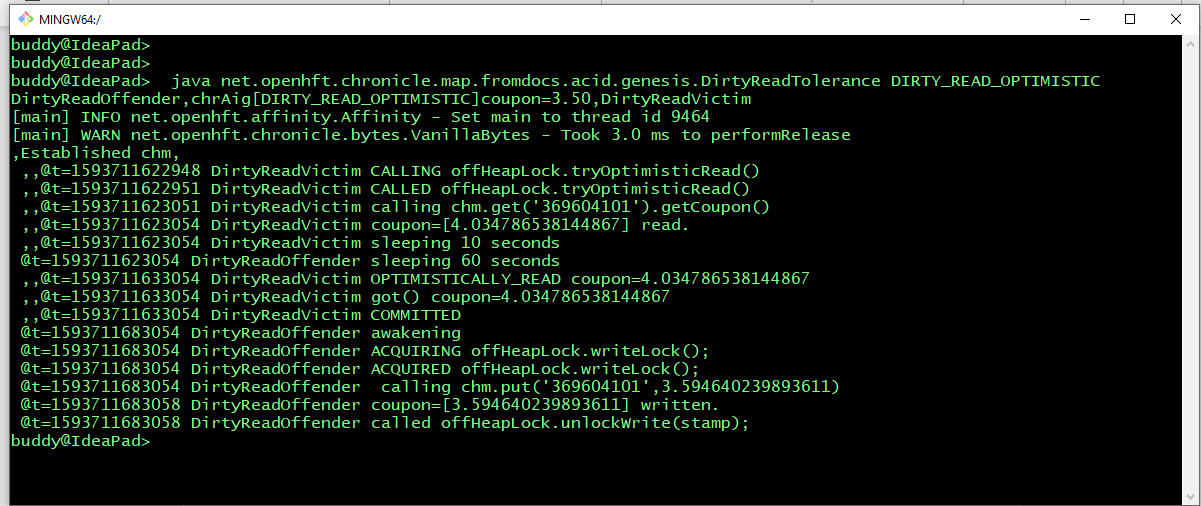 MINGW64:/
buddy@IdeaPad>
buddy@IdeaPad>
buddy@IdeaPad>  java net.openhft.chronicle.map.fromdocs.acid.genesis.DirtyReadTolerance DIRTY_READ_OPTIMISTIC
DirtyReadOffender,chrAig[DIRTY_READ_OPTIMISTIC]coupon=3.50,DirtyReadVictim
[main] INFO net.openhft.affinity.Affinity - Set main to thread id 9464
[main] WARN net.openhft.chronicle.bytes.VanillaBytes - Took 3.0 ms to performRelease
,Established chm,
 ,,@t=1593711622948 DirtyReadVictim CALLING offHeapLock.tryOptimisticRead()
 ,,@t=1593711622951 DirtyReadVictim CALLED offHeapLock.tryOptimisticRead()
 ,,@t=1593711623051 DirtyReadVictim calling chm.get('369604101').getCoupon()
 ,,@t=1593711623054 DirtyReadVictim coupon=[4.034786538144867] read.
 ,,@t=1593711623054 DirtyReadVictim sleeping 10 seconds
 @t=1593711623054 DirtyReadOffender sleeping 60 seconds
 ,,@t=1593711633054 DirtyReadVictim OPTIMISTICALLY_READ coupon=4.034786538144867
 ,,@t=1593711633054 DirtyReadVictim got() coupon=4.034786538144867
 ,,@t=1593711633054 DirtyReadVictim COMMITTED
 @t=1593711683054 DirtyReadOffender awakening
 @t=1593711683054 DirtyReadOffender ACQUIRING offHeapLock.writeLock();
 @t=1593711683054 DirtyReadOffender ACQUIRED offHeapLock.writeLock();
 @t=1593711683054 DirtyReadOffender  calling chm.put('369604101',3.594640239893611)
 @t=1593711683058 DirtyReadOffender coupon=[3.594640239893611] written.
 @t=1593711683058 DirtyReadOffender called offHeapLock.unlockWrite(stamp);
buddy@IdeaPad>